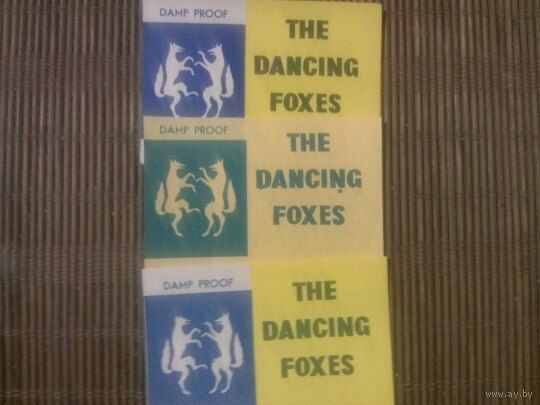 DAMP PROOF
THE
DANCING
FOXES
DAMP PROOF
THE
DANCING
FOXES
DAMP PROOF
THE
DANCING
FOXES
www.ay.by